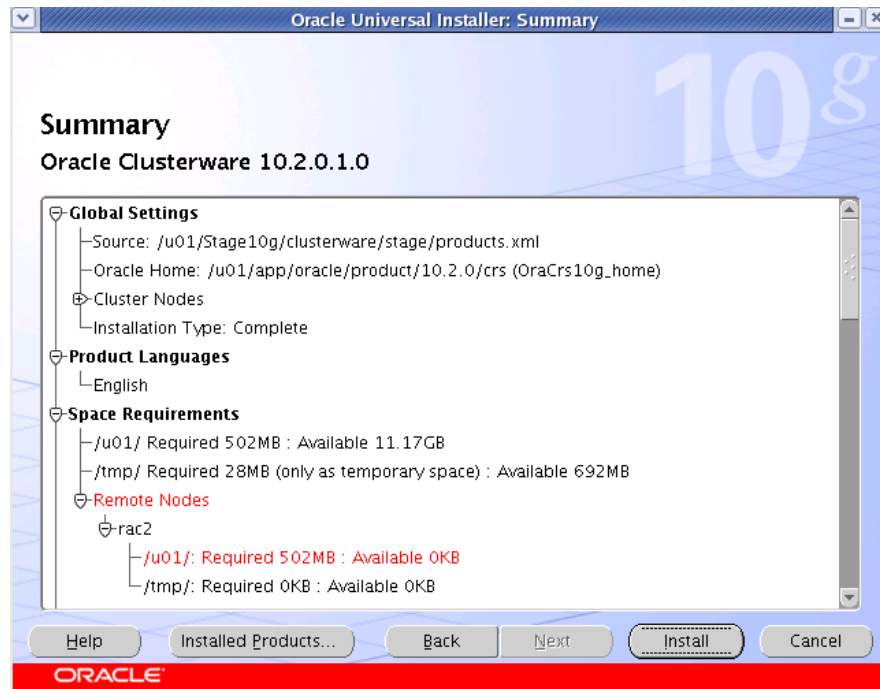 Oracle Universal Installer: Summary
10g
Summary
Oracle Clusterware 10.2.0.1.0
Global Settings
Source: /u01/Stage10g/clusterware/stage/products.xml
Oracle Home: /u01/app/oracle/product/10.2.0/crs (OraCrs10g_home)
Cluster Nodes
Installation Type: Complete
Product Languages
English
Space Requirements
/u01/ Required 502MB : Available 11.17GB
/tmp/ Required 28MB (only as temporary space) : Available 692MB
Remote Nodes
rac2
/u01/: Required 502MB : Available 0KB
/tmp/: Required 0KB : Available 0KB
Help Installed Products... Back Next Install Cancel
ORACLE